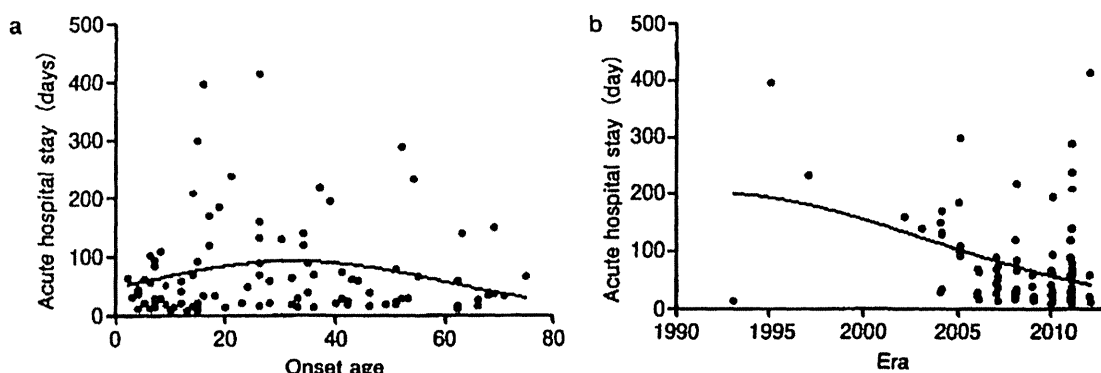 a
Acute hospital stay (days)
500
400
300
200
100
0
0 20 40 60 80
Onset age
b
Acute hospital stay (day)
500
400
300
200
100
0
1990 1995 2000 2005 2010
Era